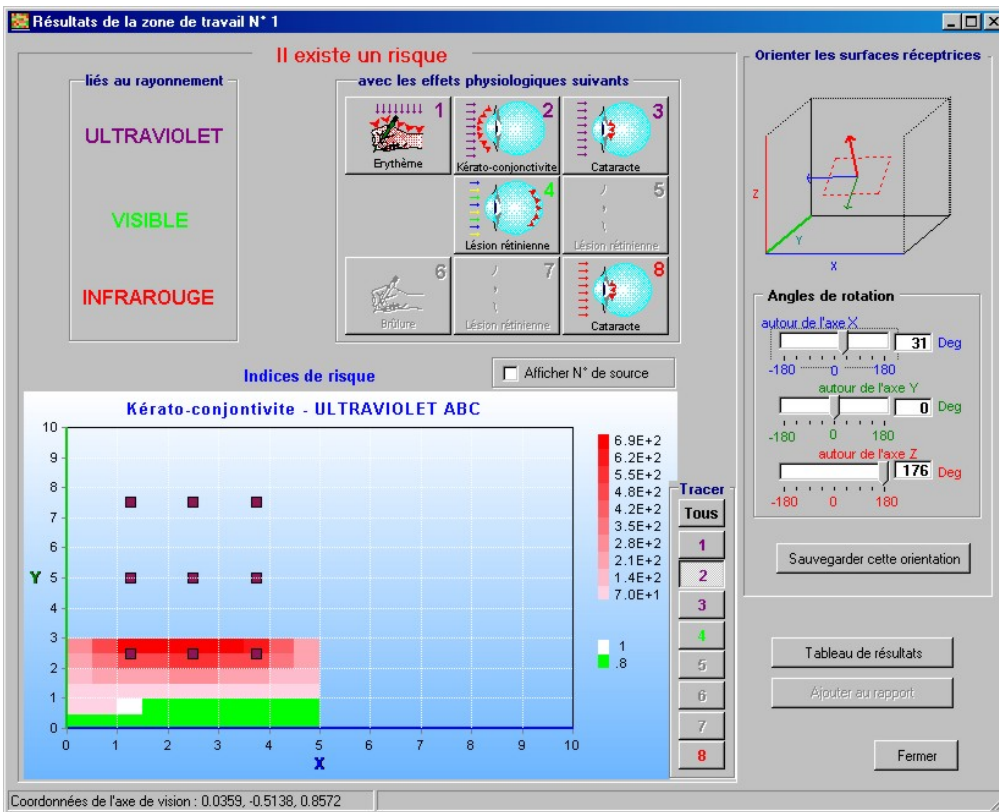 Résultats de la zone de travail N° 1
Il existe un risque
liés au rayonnement
ULTRAVIOLET
VISIBLE
INFRAROUGE
avec les effets physiologiques suivants
1
Erythème
2
Kérato-conjonctivite
3
Cataracte
4
Lésion rétinienne
5
Lésion rétinienne
6
Brûlure
7
Lésion rétinienne
8
Cataracte
Indices de risque
Afficher N° de source
Kérato-conjontivite - ULTRAVIOLET ABC
10
9
8
7
6
5
4
3
2
1
0
Y
0 1 2 3 4 5 6 7 8 9 10
X
6.9E+2
6.2E+2
5.5E+2
4.8E+2
4.2E+2
3.5E+2
2.8E+2
2.1E+2
1.4E+2
7.0E+1
1
.8
Tracer
Tous
1
2
3
4
5
6
7
8
Orienter les surfaces réceptrices
Z
Y
X
Angles de rotation
autour de l'axe X
31 Deg
-180 0 180
autour de l'axe Y
0 Deg
-180 0 180
autour de l'axe Z
176 Deg
-180 0 180
Sauvegarder cette orientation
Tableau de résultats
Ajouter au rapport
Fermer
Coordonnées de l'axe de vision : 0.0359, -0.5138, 0.8572